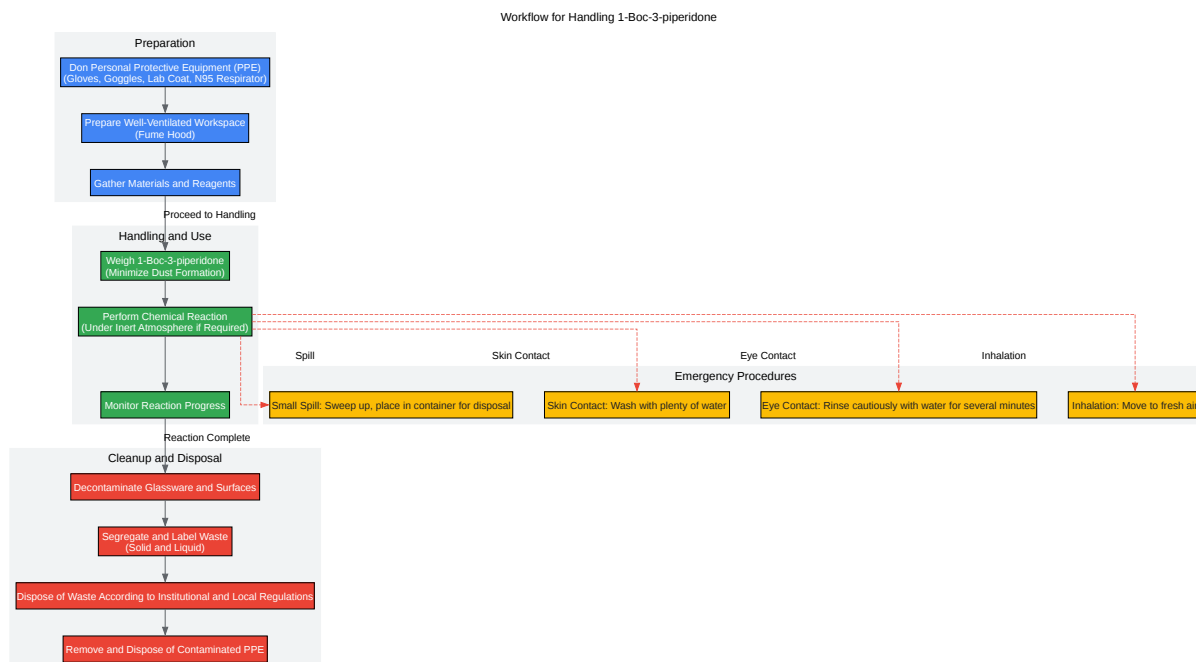 Workflow for Handling 1-Boc-3-piperidone
Preparation
Don Personal Protective Equipment (PPE)
(Gloves, Goggles, Lab Coat, N95 Respirator)
Prepare Well-Ventilated Workspace
(Fume Hood)
Gather Materials and Reagents
Proceed to Handling
Handling and Use
Weigh 1-Boc-3-piperidone
(Minimize Dust Formation)
Perform Chemical Reaction
(Under Inert Atmosphere if Required)
Spill
Skin Contact
Eye Contact
Inhalation
Emergency Procedures
Monitor Reaction Progress
Small Spill: Sweep up, place in container for disposal
Skin Contact: Wash with plenty of water
Eye Contact: Rinse cautiously with water for several minutes
Inhalation: Move to fresh air
Reaction Complete
Cleanup and Disposal
Decontaminate Glassware and Surfaces
Segregate and Label Waste
(Solid and Liquid)
Dispose of Waste According to Institutional and Local Regulations
Remove and Dispose of Contaminated PPE